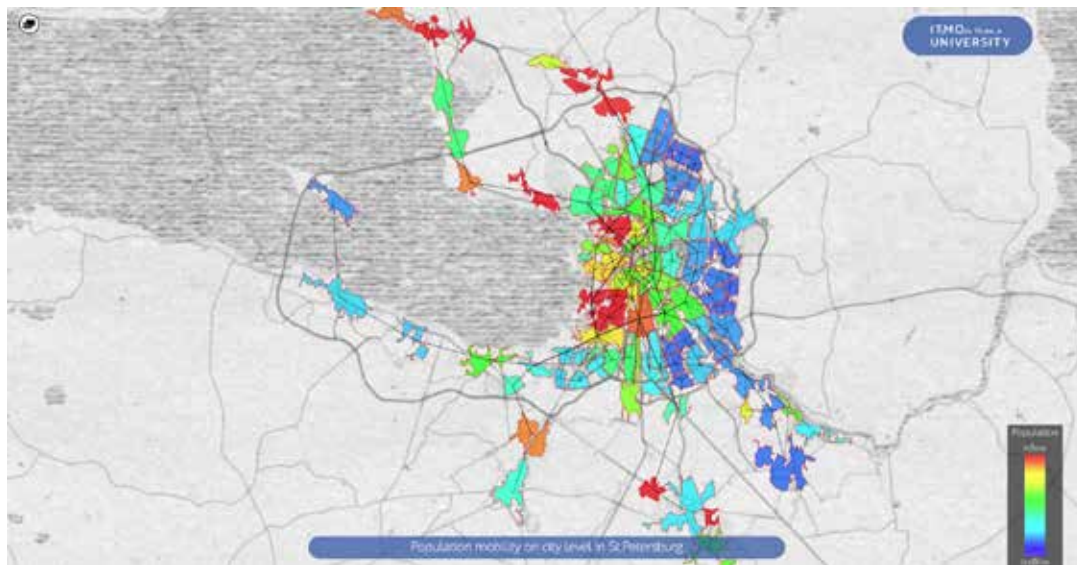 ITMO
UNIVERSITY
Population mobility on city level in St.Petersburg
Population
inflow
outflow